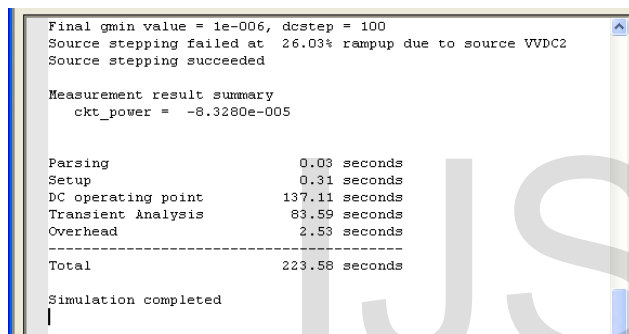 Final gmin value = 1e-006, dcstep = 100
Source stepping failed at  26.03% rampup due to source VVDC2
Source stepping succeeded
Measurement result summary
ckt_power =  -8.3280e-005
Parsing 0.03 seconds
Setup 0.31 seconds
DC operating point 137.11 seconds
Transient Analysis 83.59 seconds
Overhead 2.53 seconds
-----------------------------------------
Total 223.58 seconds
Simulation completed
IJS